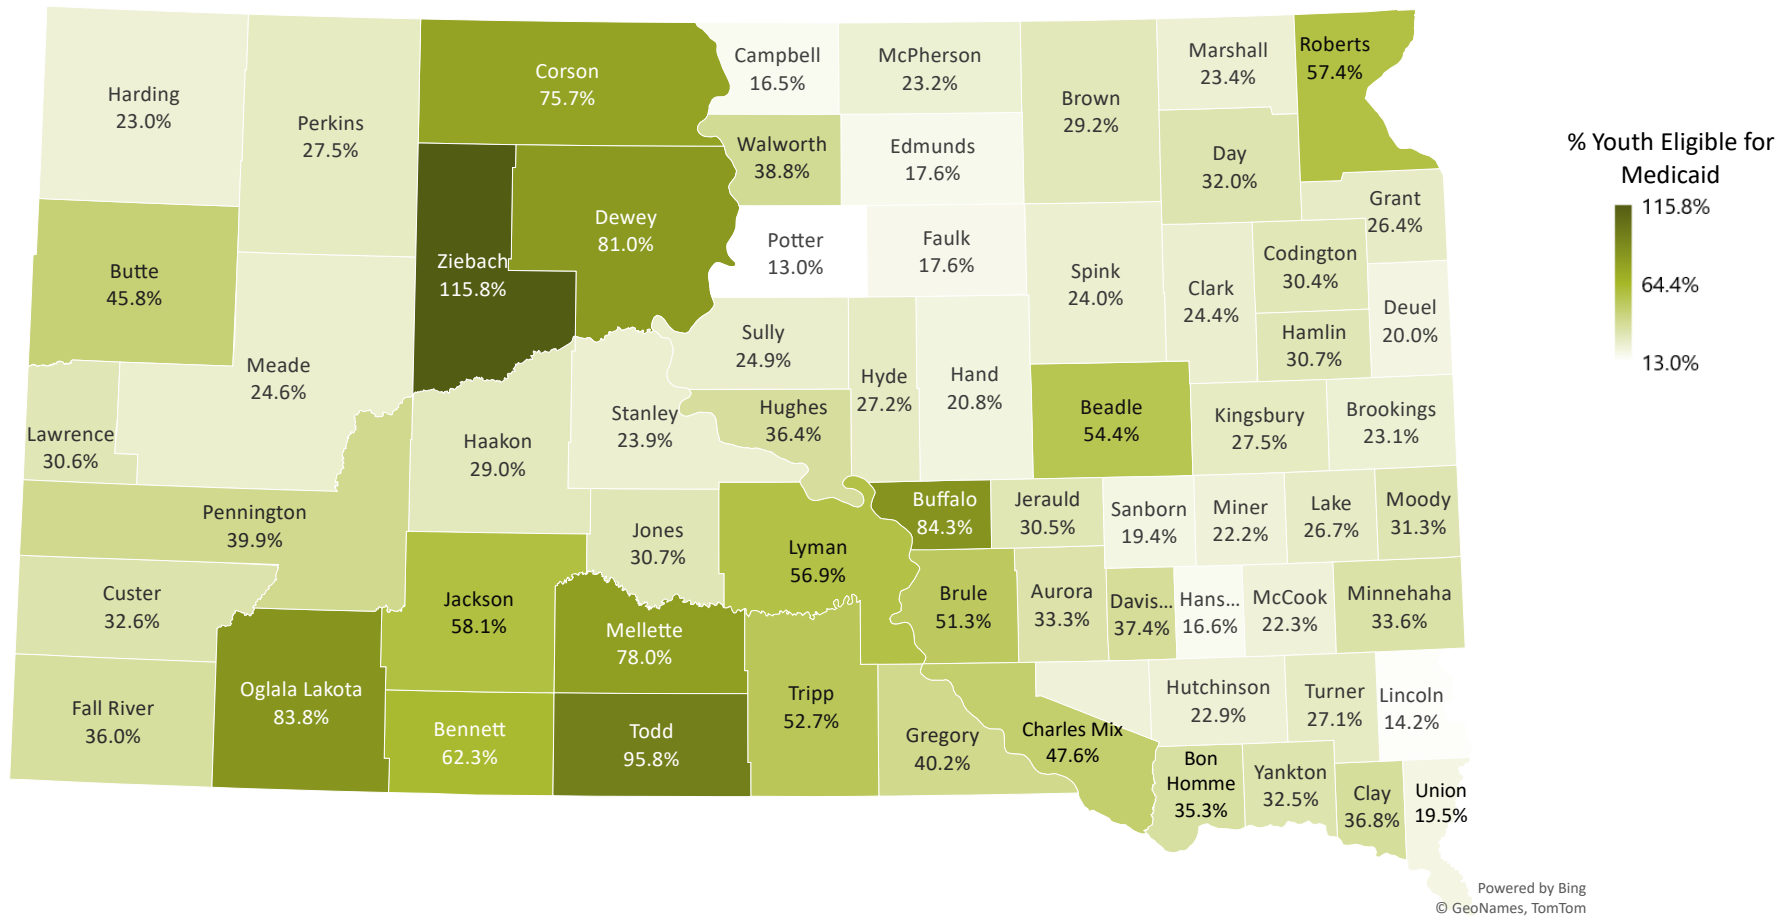 Harding
23.0%
Perkins
27.5%
Corson
75.7%
Campbell
16.5%
McPherson
23.2%
Brown
29.2%
Marshall
23.4%
Roberts
57.4%
Walworth
38.8%
Edmunds
17.6%
Day
32.0%
Grant
26.4%
Butte
45.8%
Ziebach
115.8%
Dewey
81.0%
Potter
13.0%
Faulk
17.6%
Spink
24.0%
Clark
24.4%
Codington
30.4%
Hamlin
30.7%
Deuel
20.0%
Meade
24.6%
Sully
24.9%
Hyde
27.2%
Hand
20.8%
Lawrence
30.6%
Haakon
29.0%
Stanley
23.9%
Hughes
36.4%
Beadle
54.4%
Kingsbury
27.5%
Brookings
23.1%
Pennington
39.9%
Jones
30.7%
Lyman
56.9%
Buffalo
84.3%
Jerauld
30.5%
Sanborn
19.4%
Miner
22.2%
Lake
26.7%
Moody
31.3%
Custer
32.6%
Jackson
58.1%
Mellette
78.0%
Brule
51.3%
Aurora
33.3%
Davis...
37.4%
Hans...
16.6%
McCook
22.3%
Minnehaha
33.6%
Fall River
36.0%
Oglala Lakota
83.8%
Bennett
62.3%
Todd
95.8%
Tripp
52.7%
Gregory
40.2%
Charles Mix
47.6%
Hutchinson
22.9%
Turner
27.1%
Lincoln
14.2%
Bon
Homme
35.3%
Yankton
32.5%
Clay
36.8%
Union
19.5%
% Youth Eligible for
Medicaid
115.8%
64.4%
13.0%
Powered by Bing
© GeoNames, TomTom